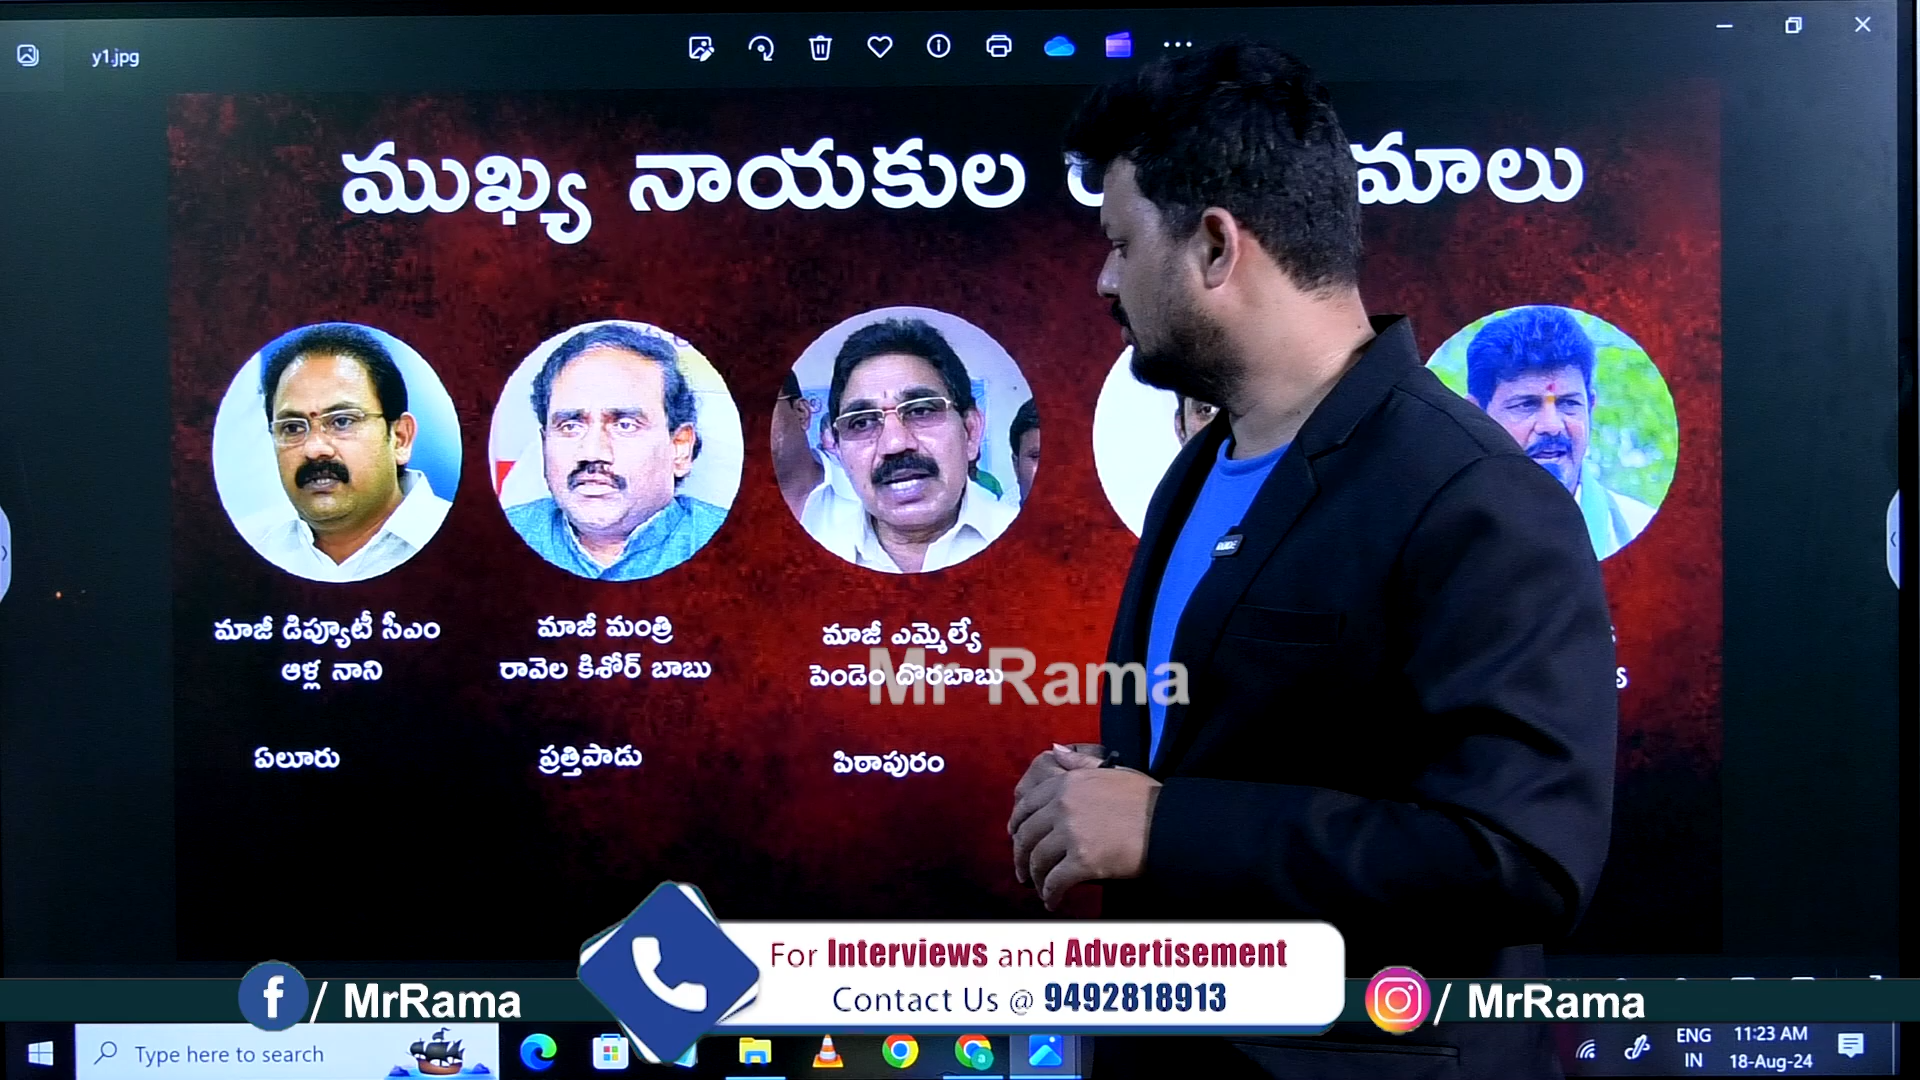 y1.jpg
ముఖ్య నాయకుల
మాజీ డిప్యూటీ సీఎం
ఆళ్ల నాని
ఏలూరు
మాజీ మంత్రి
రావెల కిశోర్ బాబు
ప్రత్తిపాడు
మాజీ ఎమ్మెల్యే
పెండెం దొరబాబు
పిఠాపురం
Mr Rama
For Interviews and Advertisement
Contact Us @ 9492818913
/ MrRama
/ MrRama
Type here to search
ENG
IN
11:23 AM
18-Aug-24